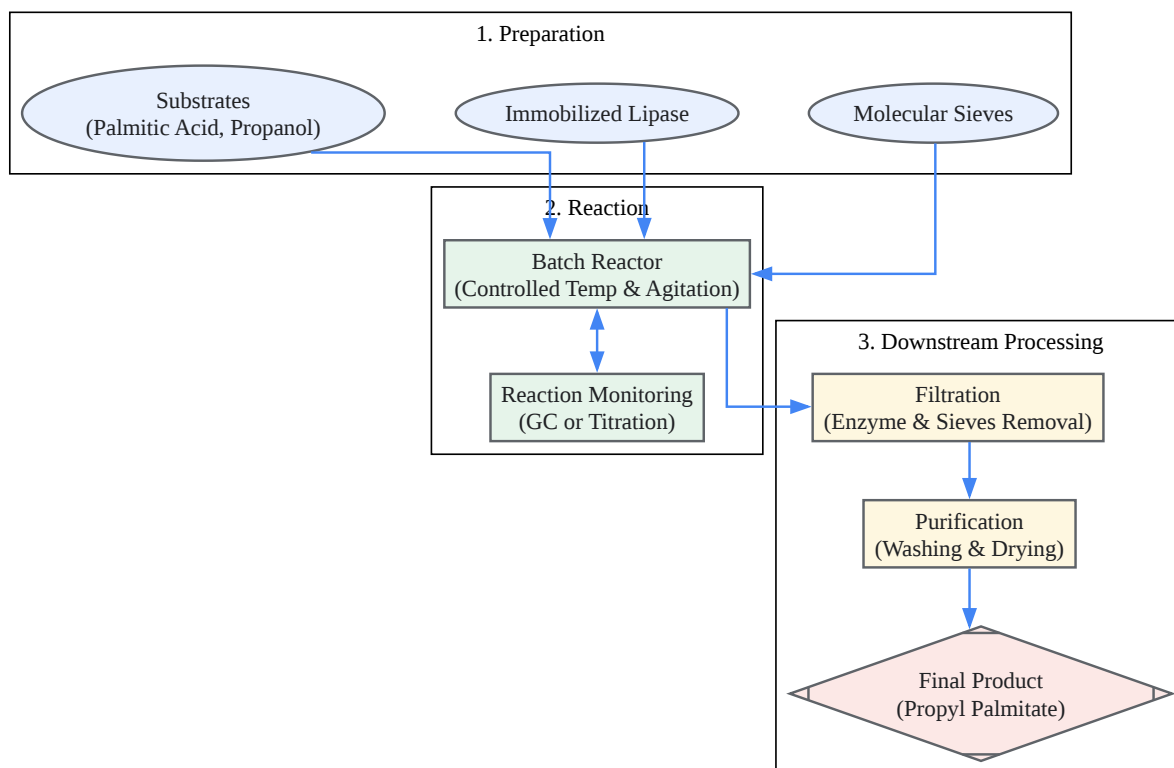 1. Preparation
Substrates
(Palmitic Acid, Propanol)
Immobilized Lipase
Molecular Sieves
2. Reaction
Batch Reactor
(Controlled Temp & Agitation)
Reaction Monitoring
(GC or Titration)
3. Downstream Processing
Filtration
(Enzyme & Sieves Removal)
Purification
(Washing & Drying)
Final Product
(Propyl Palmitate)